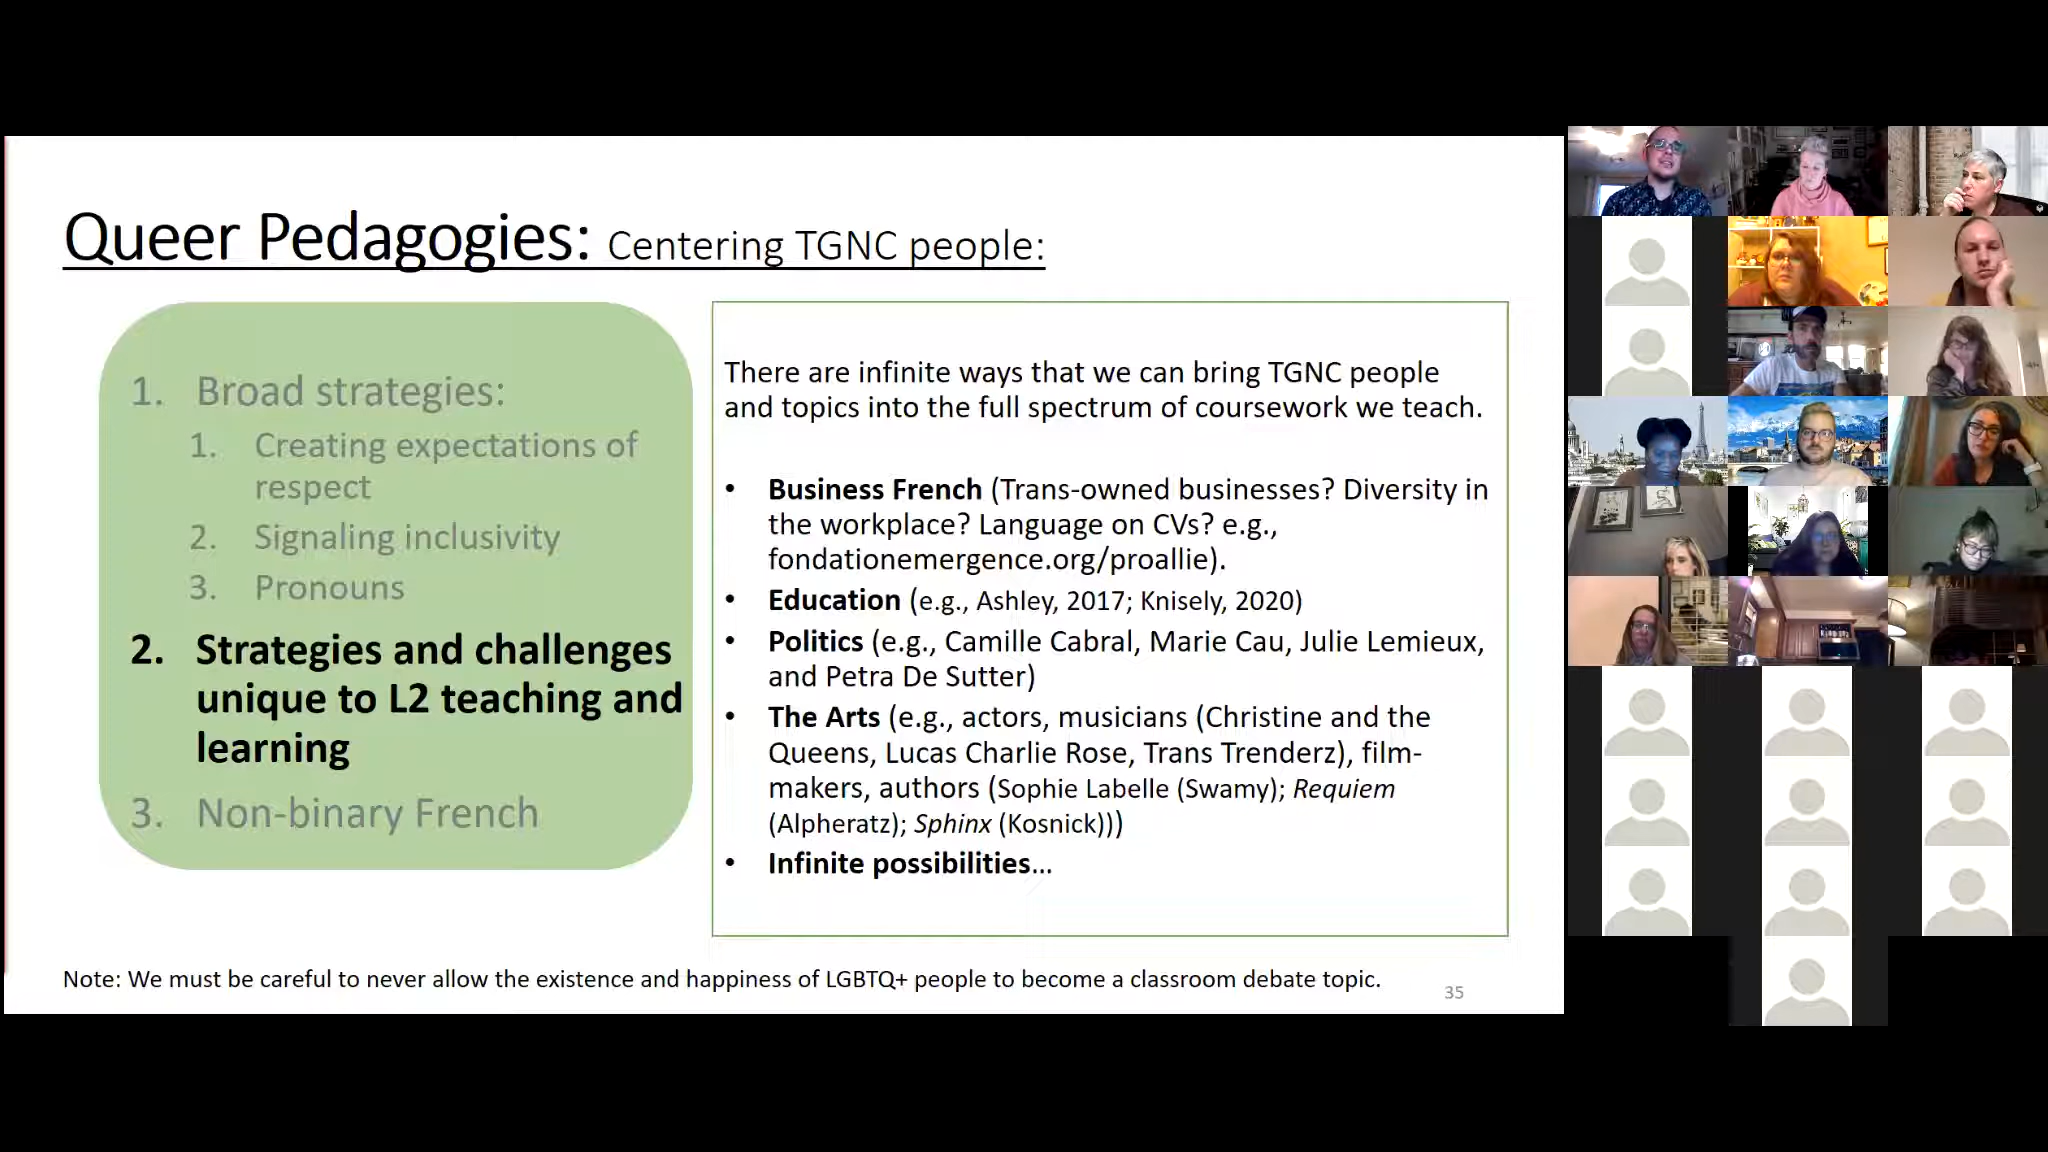 Queer Pedagogies: Centering TGNC people:
1. Broad strategies:
1. Creating expectations of
respect
2. Signaling inclusivity
3. Pronouns
2. Strategies and challenges
unique to L2 teaching and
learning
3. Non-binary French
There are infinite ways that we can bring TGNC people
and topics into the full spectrum of coursework we teach.
• Business French (Trans-owned businesses? Diversity in
the workplace? Language on CVs? e.g.,
fondationemergence.org/proallie).
• Education (e.g., Ashley, 2017; Knisely, 2020)
• Politics (e.g., Camille Cabral, Marie Cau, Julie Lemieux,
and Petra De Sutter)
• The Arts (e.g., actors, musicians (Christine and the
Queens, Lucas Charlie Rose, Trans Trenderz), film-
makers, authors (Sophie Labelle (Swamy); Requiem
(Alpheratz); Sphinx (Kosnick)))
• Infinite possibilities…
Note: We must be careful to never allow the existence and happiness of LGBTQ+ people to become a classroom debate topic.
35